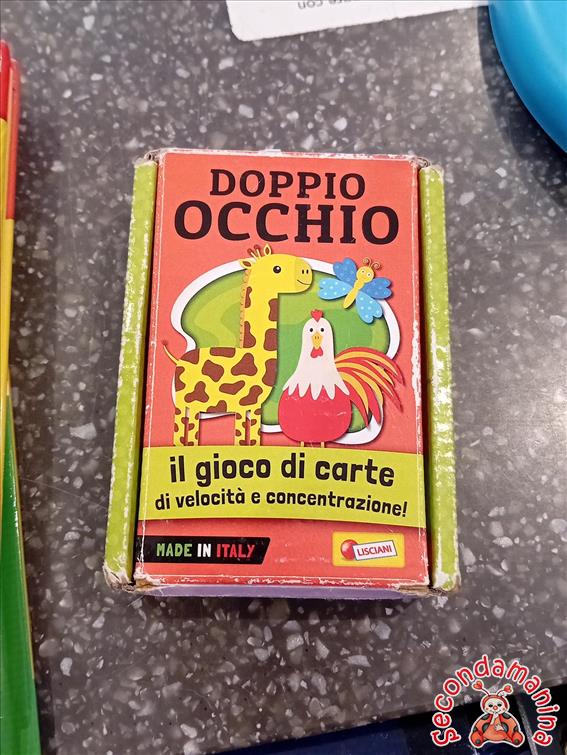 DOPPIO
OCCHIO
il gioco di carte
di velocità e concentrazione!
MADE IN ITALY
LISCIANI
secondamanina